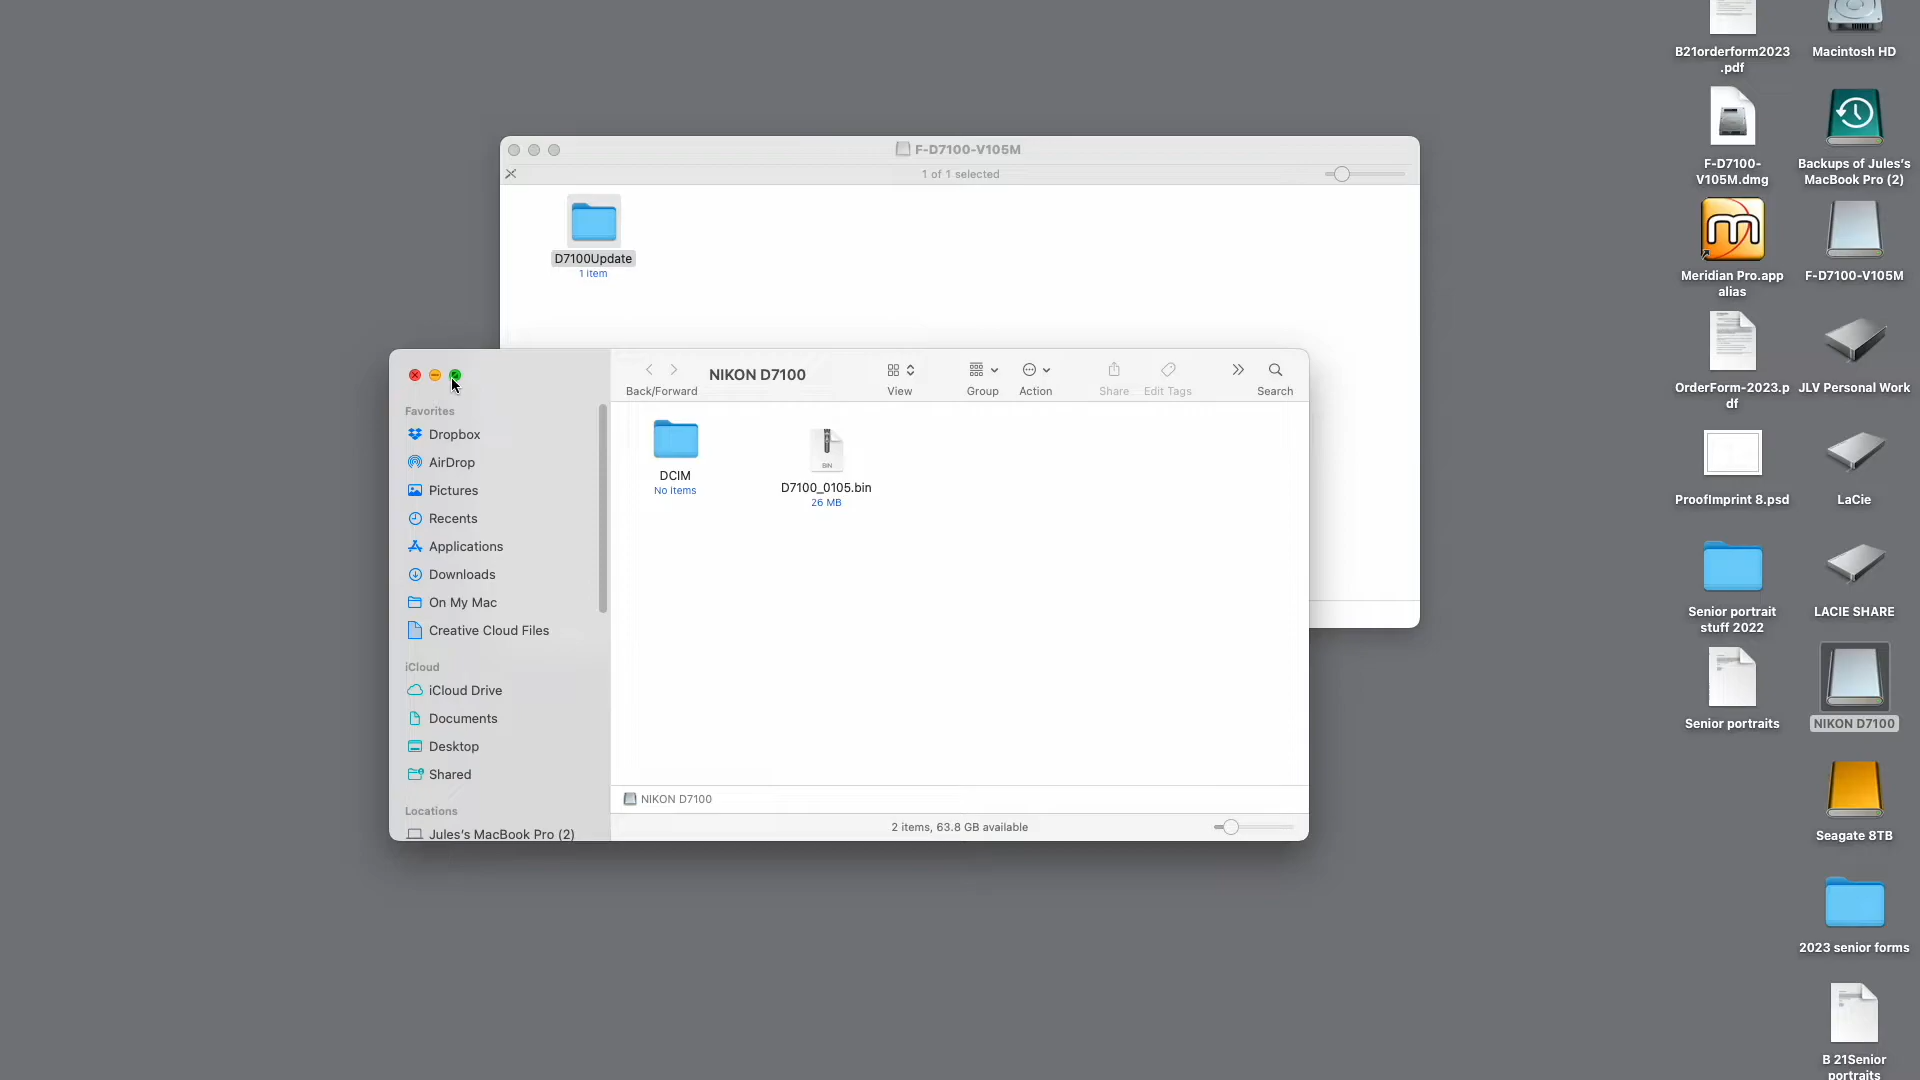 F-D7100-V105M
1 of 1 selected
D7100Update
1 item
Back/Forward
NIKON D7100
View
Group
Action
Share
Edit Tags
Search
Favorites
Dropbox
AirDrop
Pictures
Recents
Applications
Downloads
On My Mac
Creative Cloud Files
iCloud
iCloud Drive
Documents
Desktop
Shared
Locations
Jules's MacBook Pro (2)
DCIM
No items
BIN
D7100_0105.bin
26 MB
NIKON D7100
2 items, 63.8 GB available
B21orderform2023
.pdf
Macintosh HD
F-D7100-
V105M.dmg
Backups of Jules's
MacBook Pro (2)
Meridian Pro.app
alias
F-D7100-V105M
OrderForm-2023.p
df
JLV Personal Work
ProofImprint 8.psd
LaCie
Senior portrait
stuff 2022
LACIE SHARE
Senior portraits
NIKON D7100
Seagate 8TB
2023 senior forms
B 21Senior
portraits